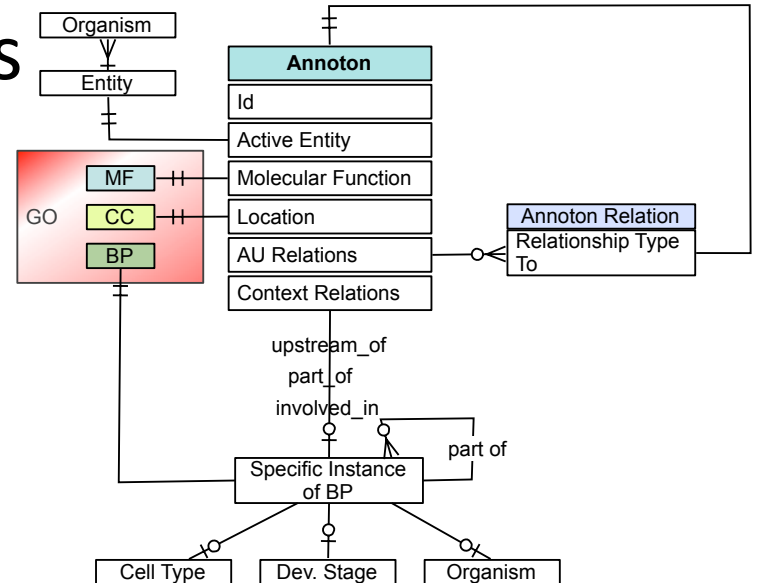 s
Organism
Entity
Annoton
Id
Active Entity
Molecular Function
Location
AU Relations
Context Relations
GO
MF
CC
BP
Annoton Relation
Relationship Type
To
upstream_of
part_of
involved_in
part of
Specific Instance
of BP
Cell Type
Dev. Stage
Organism